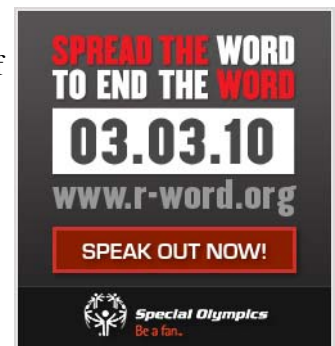 f
SPREAD THE WORD
TO END THE WORD
03.03.10
www.r-word.org
SPEAK OUT NOW!
Special Olympics
Be a fan™